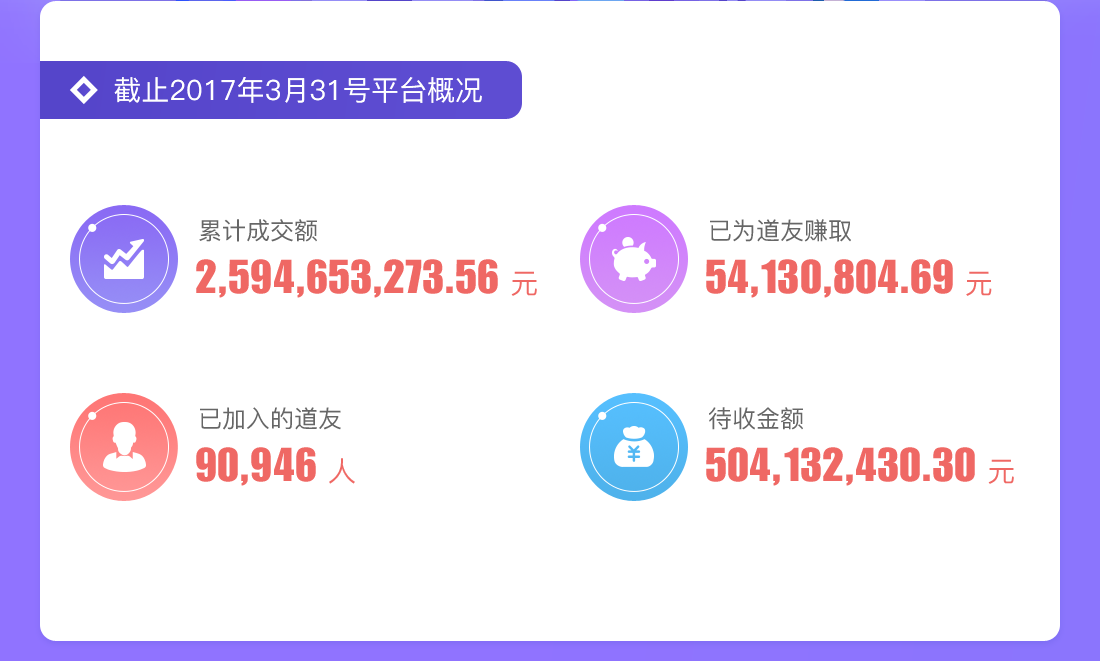 截止2017年3月31号平台概况
累计成交额
2,594,653,273.56 元
已为道友赚取
54,130,804.69 元
已加入的道友
90,946 人
待收金额
504,132,430.30 元